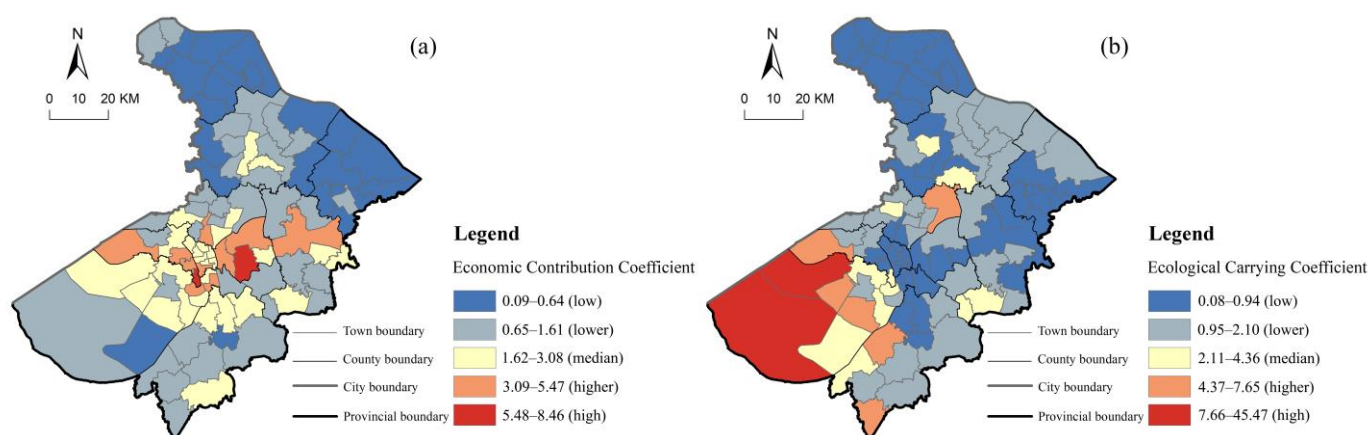 N
(a)
0 10 20 KM
Legend
Economic Contribution Coefficient
0.09–0.64 (low)
0.65–1.61 (lower)
1.62–3.08 (median)
3.09–5.47 (higher)
5.48–8.46 (high)
Town boundary
County boundary
City boundary
Provincial boundary
N
(b)
0 10 20 KM
Legend
Ecological Carrying Coefficient
0.08–0.94 (low)
0.95–2.10 (lower)
2.11–4.36 (median)
4.37–7.65 (higher)
7.66–45.47 (high)
Town boundary
County boundary
City boundary
Provincial boundary